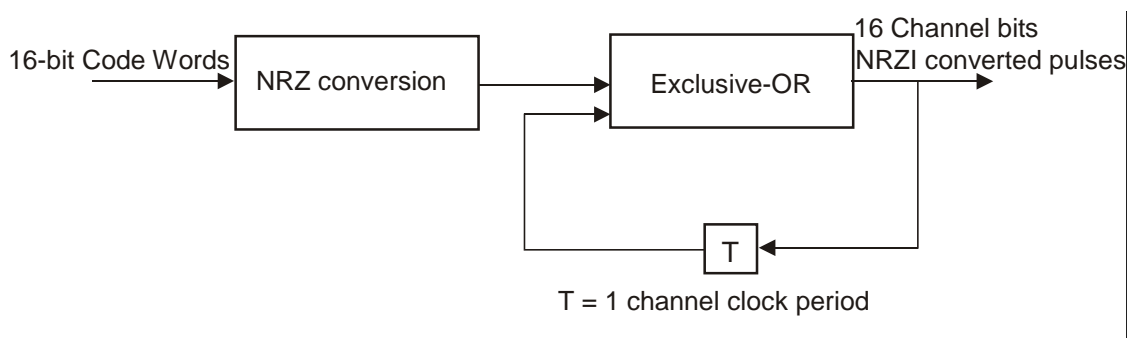 16-bit Code Words
NRZ conversion
Exclusive-OR
16 Channel bits
NRZI converted pulses
T
T = 1 channel clock period